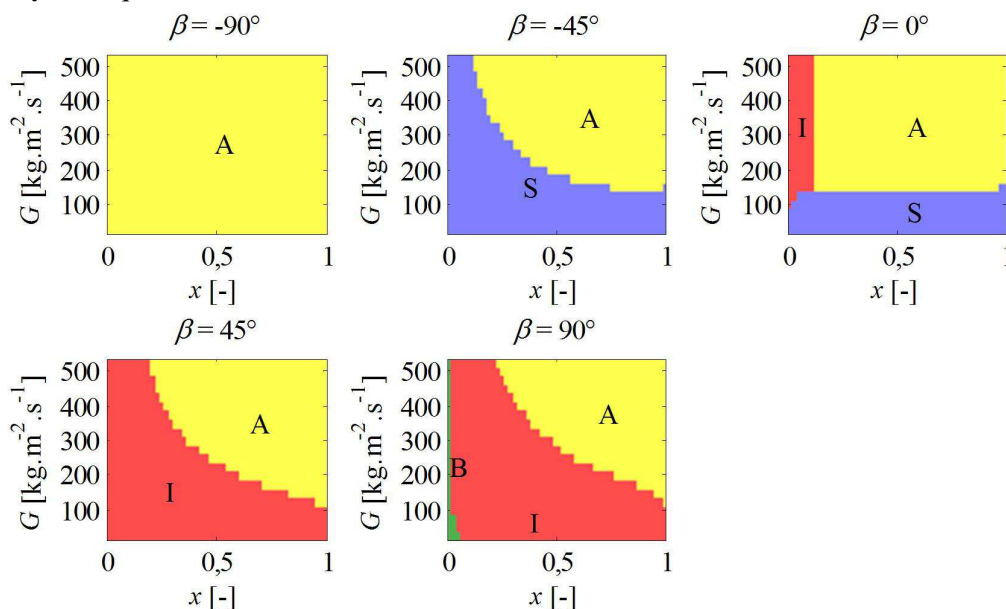 β = -90°
β = -45°
β = 0°
G [kg.m-2.s-1]
500
400
300
200
100
A
0
0,5
1
x [-]
G [kg.m-2.s-1]
500
400
300
200
100
A
S
0
0,5
1
x [-]
G [kg.m-2.s-1]
500
400
300
200
100
I
A
S
0
0,5
1
x [-]
β = 45°
β = 90°
G [kg.m-2.s-1]
500
400
300
200
100
A
I
0
0,5
1
x [-]
G [kg.m-2.s-1]
500
400
300
200
100
A
B
I
0
0,5
1
x [-]